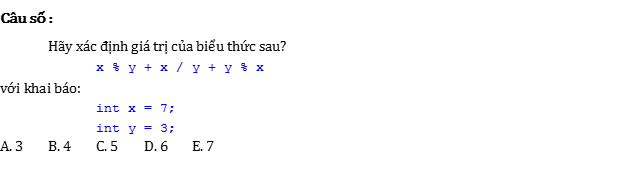 Câu số :
Hãy xác định giá trị của biểu thức sau?
x % y + x / y + y % x
với khai báo:
int x = 7;
int y = 3;
A. 3 B. 4 C. 5 D. 6 E. 7